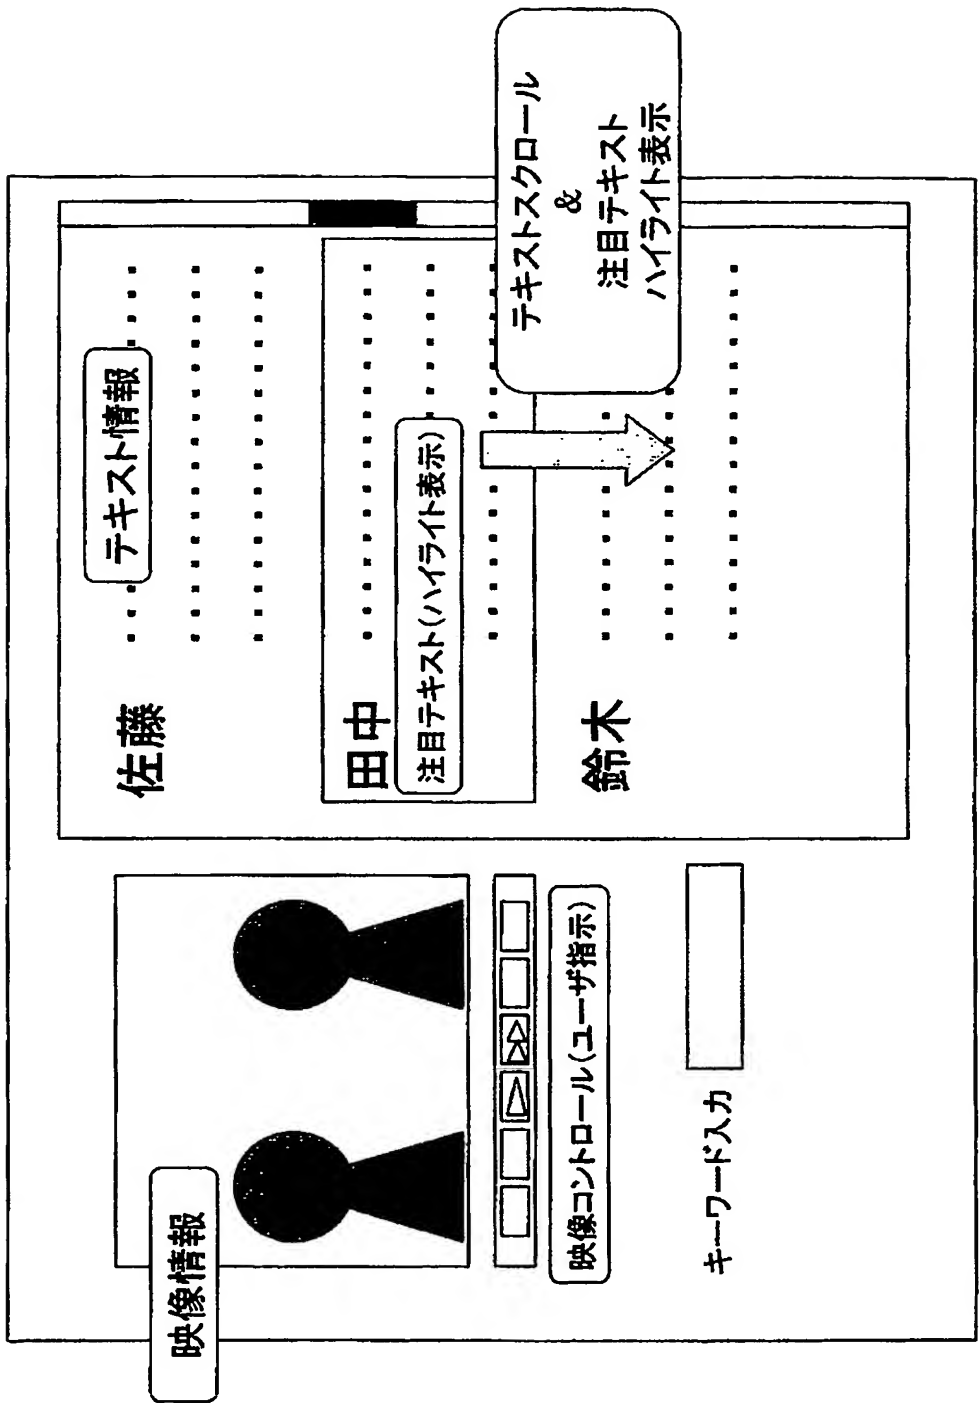 映像情報
映像コントロール(ユーザ指示)
キーワード入力
テキスト情報
佐藤
田中
注目テキスト(ハイライト表示)
鈴木
テキストスクロール
&
注目テキスト
ハイライト表示